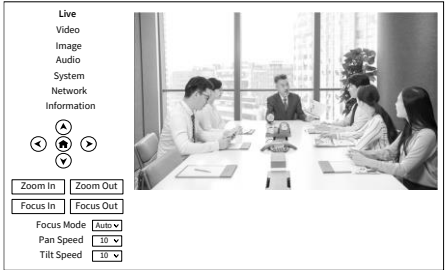 Live
Video
Image
Audio
System
Network
Information
Zoom In Zoom Out
Focus In Focus Out
Focus Mode Auto
Pan Speed 10
Tilt Speed 10